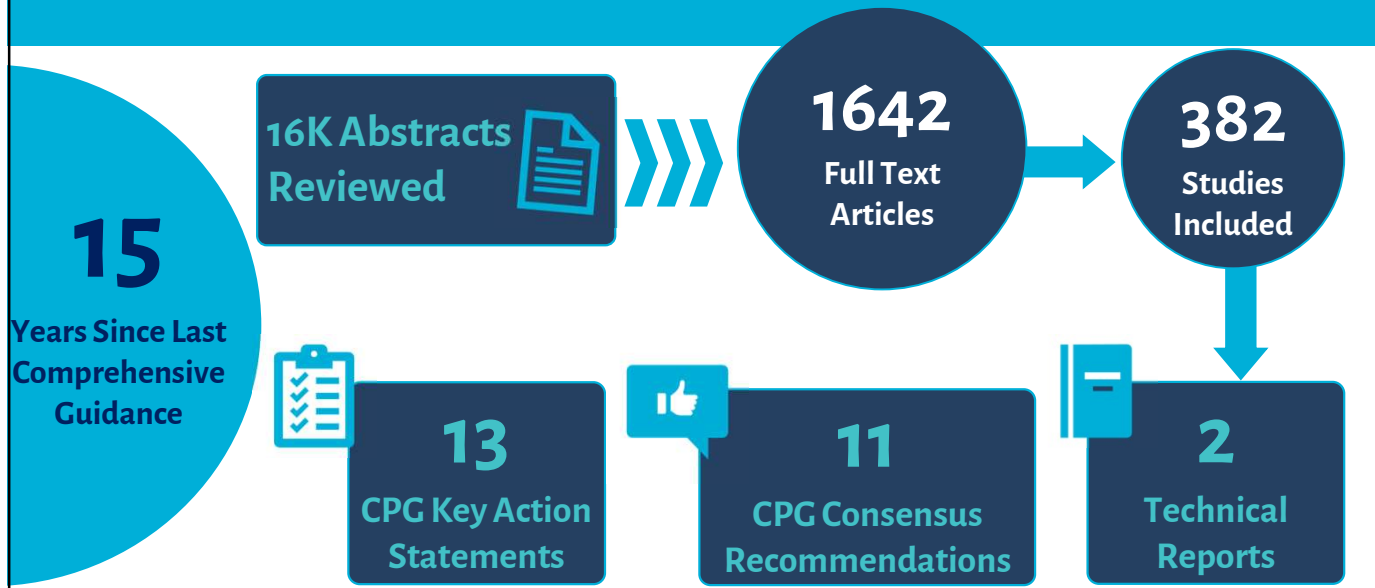 15
Years Since Last
Comprehensive
Guidance
16K Abstracts
Reviewed
1642
Full Text
Articles
382
Studies
Included
13
CPG Key Action
Statements
11
CPG Consensus
Recommendations
2
Technical
Reports